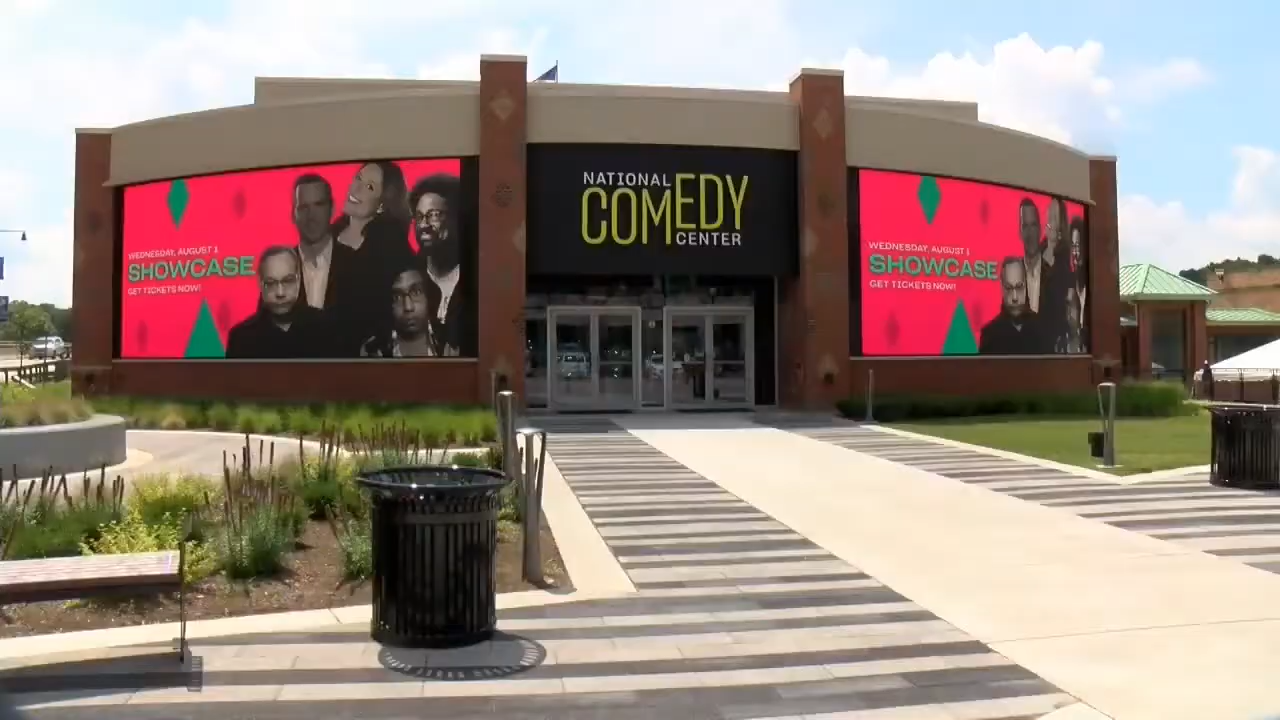 WEDNESDAY, AUGUST 1
SHOWCASE
GET TICKETS NOW!
NATIONAL
COMEDY
CENTER
WEDNESDAY, AUGUST 1
SHOWCASE
GET TICKETS NOW!